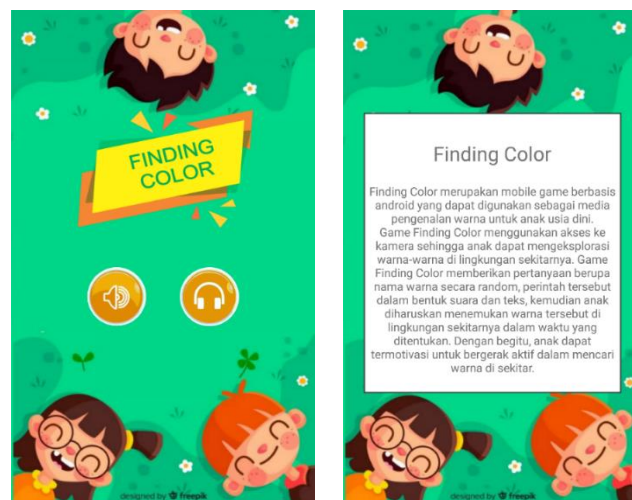 FINDING
COLOR
designed by freepik
Finding Color
Finding Color merupakan mobile game berbasis
android yang dapat digunakan sebagai media
pengenalan warna untuk anak usia dini.
Game Finding Color menggunakan akses ke
kamera sehingga anak dapat mengeksplorasi
warna-warna di lingkungan sekitarnya. Game
Finding Color memberikan pertanyaan berupa
nama warna secara random, perintah tersebut
dalam bentuk suara dan teks, kemudian anak
diharuskan menemukan warna tersebut di
lingkungan sekitarnya dalam waktu yang
ditentukan. Dengan begitu, anak dapat
termotivasi untuk bergerak aktif dalam mencari
warna di sekitar.
designed by freepik